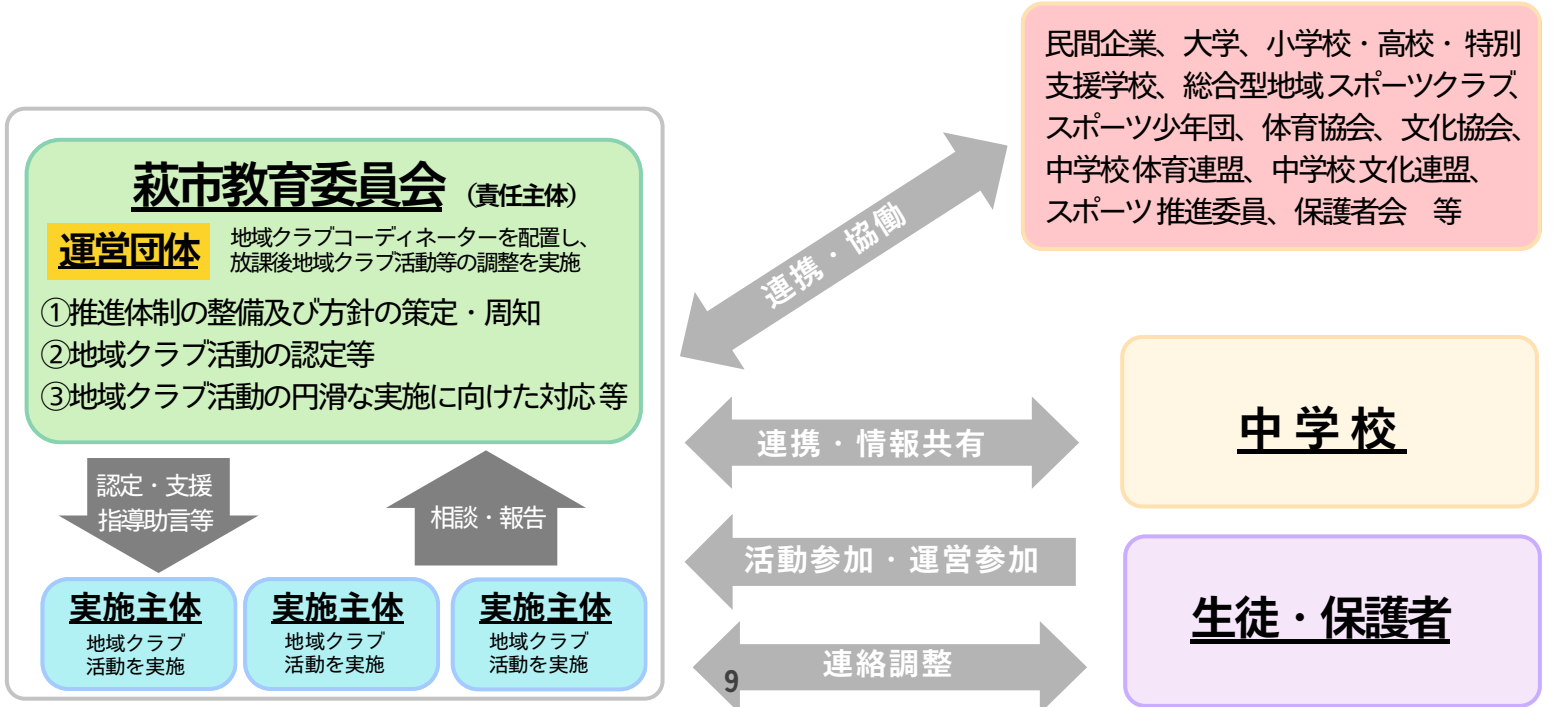 萩市教育委員会 (責任主体)
運営団体
地域クラブコーディネーターを配置し、
放課後地域クラブ活動等の調整を実施
①推進体制の整備及び方針の策定・周知
②地域クラブ活動の認定等
③地域クラブ活動の円滑な実施に向けた対応 等
認定・支援
指導助言等
相談・報告
実施主体
地域クラブ
活動を実施
実施主体
地域クラブ
活動を実施
実施主体
地域クラブ
活動を実施
連携・協働
民間企業、大学、小学校・高校・ 特別
支援学校、総合型地域スポーツクラブ、
スポーツ少年団、体育協会、文化協会、
中学校体育連盟、中学校文化連盟、
スポーツ推進委員、保護者会 等
連携・情報共有
中学校
活動参加・運営参加
連絡調整
生徒・保護者
9